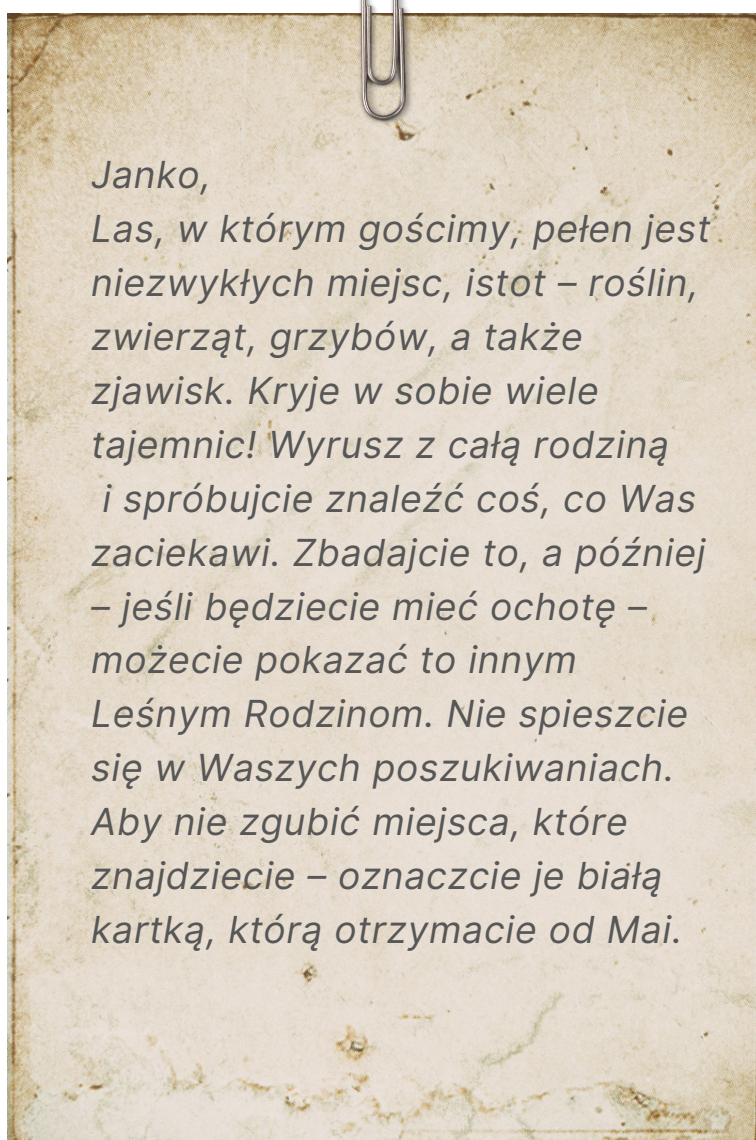 Janko,
Las, w którym gościmy, pełen jest
niezwykłych miejsc, istot – roślin,
zwierząt, grzybów, a także
zjawisk. Kryje w sobie wiele
tajemnic! Wyrusz z całą rodziną
i spróbujcie znaleźć coś, co Was
zaciekawi. Zbadajcie to, a później
– jeśli będziecie mieć ochotę –
możecie pokazać to innym
Leśnym Rodzinom. Nie spieszcie
się w Waszych poszukiwaniach.
Aby nie zgubić miejsca, które
znajdziecie – oznaczcie je białą
kartką, którą otrzymacie od Mai.